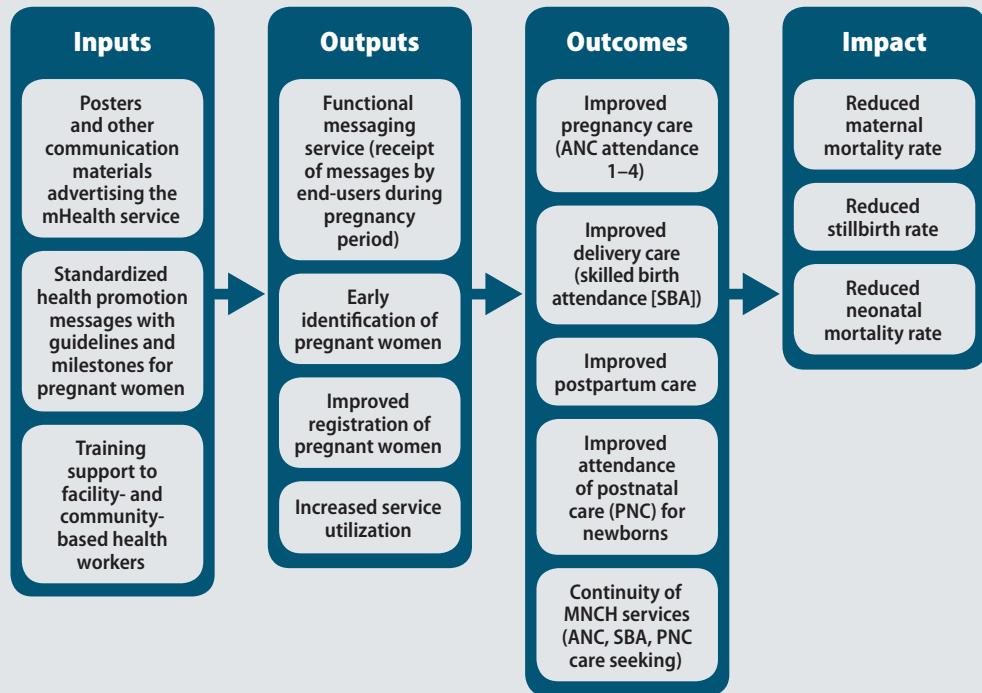 Inputs
Posters
and other
communication
materials
advertising the
mHealth service
Standardized
health promotion
messages with
guidelines and
milestones for
pregnant women
Training
support to
facility- and
community-
based health
workers
Outputs
Functional
messaging
service (receipt
of messages by
end-users during
pregnancy
period)
Early
identification of
pregnant women
Improved
registration of
pregnant women
Increased service
utilization
Outcomes
Improved
pregnancy care
(ANC attendance
1–4)
Improved
delivery care
(skilled birth
attendance [SBA])
Improved
postpartum care
Improved
attendance
of postnatal
care (PNC) for
newborns
Continuity of
MNCH services
(ANC, SBA, PNC
care seeking)
Impact
Reduced
maternal
mortality rate
Reduced
stillbirth rate
Reduced
neonatal
mortality rate